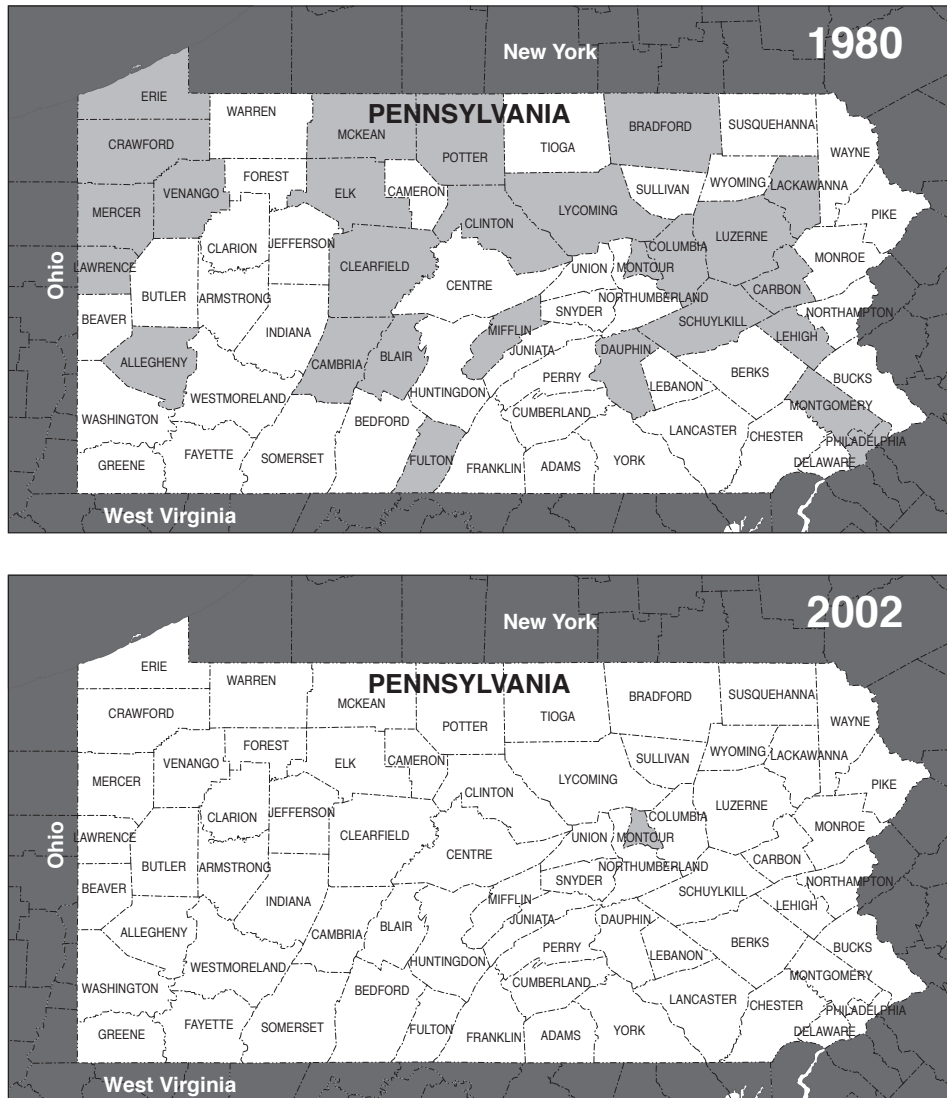 1980
New York
PENNSYLVANIA
ERIE
WARREN
MCKEAN
BRADFORD
SUSQUEHANNA
CRAWFORD
POTTER
TIOGA
WAYNE
FOREST
VENANGO
ELK
CAMERON
SULLIVAN
WYOMING
LACKAWANNA
MERCER
LYCOMING
PIKE
CLINTON
CLARION
JEFFERSON
COLUMBIA
LUZERNE
Ohio
LAWRENCE
CLEARFIELD
UNION
MONTOUR
MONROE
BUTLER
ARMSTRONG
CENTRE
NORTHUMBERLAND
CARBON
BEAVER
SNYDER
SCHUYLKILL
NORTHAMPTON
INDIANA
MIFFLIN
LEHIGH
ALLEGHENY
CAMBRIA
BLAIR
JUNIATA
DAUPHIN
PERRY
LEBANON
BERKS
BUCKS
WESTMORELAND
HUNTINGDON
MONTGOMERY
WASHINGTON
BEDFORD
CUMBERLAND
LANCASTER
CHESTER
PHILADELPHIA
GREENE
FAYETTE
SOMERSET
FULTON
FRANKLIN
ADAMS
YORK
DELAWARE
West Virginia
2002
New York
PENNSYLVANIA
ERIE
WARREN
MCKEAN
BRADFORD
SUSQUEHANNA
CRAWFORD
POTTER
TIOGA
WAYNE
FOREST
VENANGO
ELK
CAMERON
SULLIVAN
WYOMING
LACKAWANNA
MERCER
LYCOMING
PIKE
CLINTON
CLARION
JEFFERSON
COLUMBIA
LUZERNE
Ohio
LAWRENCE
CLEARFIELD
UNION
MONTOUR
MONROE
BUTLER
ARMSTRONG
CENTRE
NORTHUMBERLAND
CARBON
BEAVER
SNYDER
SCHUYLKILL
NORTHAMPTON
INDIANA
MIFFLIN
LEHIGH
ALLEGHENY
CAMBRIA
BLAIR
JUNIATA
DAUPHIN
PERRY
LEBANON
BERKS
BUCKS
WESTMORELAND
HUNTINGDON
MONTGOMERY
WASHINGTON
BEDFORD
CUMBERLAND
LANCASTER
CHESTER
PHILADELPHIA
GREENE
FAYETTE
SOMERSET
FULTON
FRANKLIN
ADAMS
YORK
DELAWARE
West Virginia